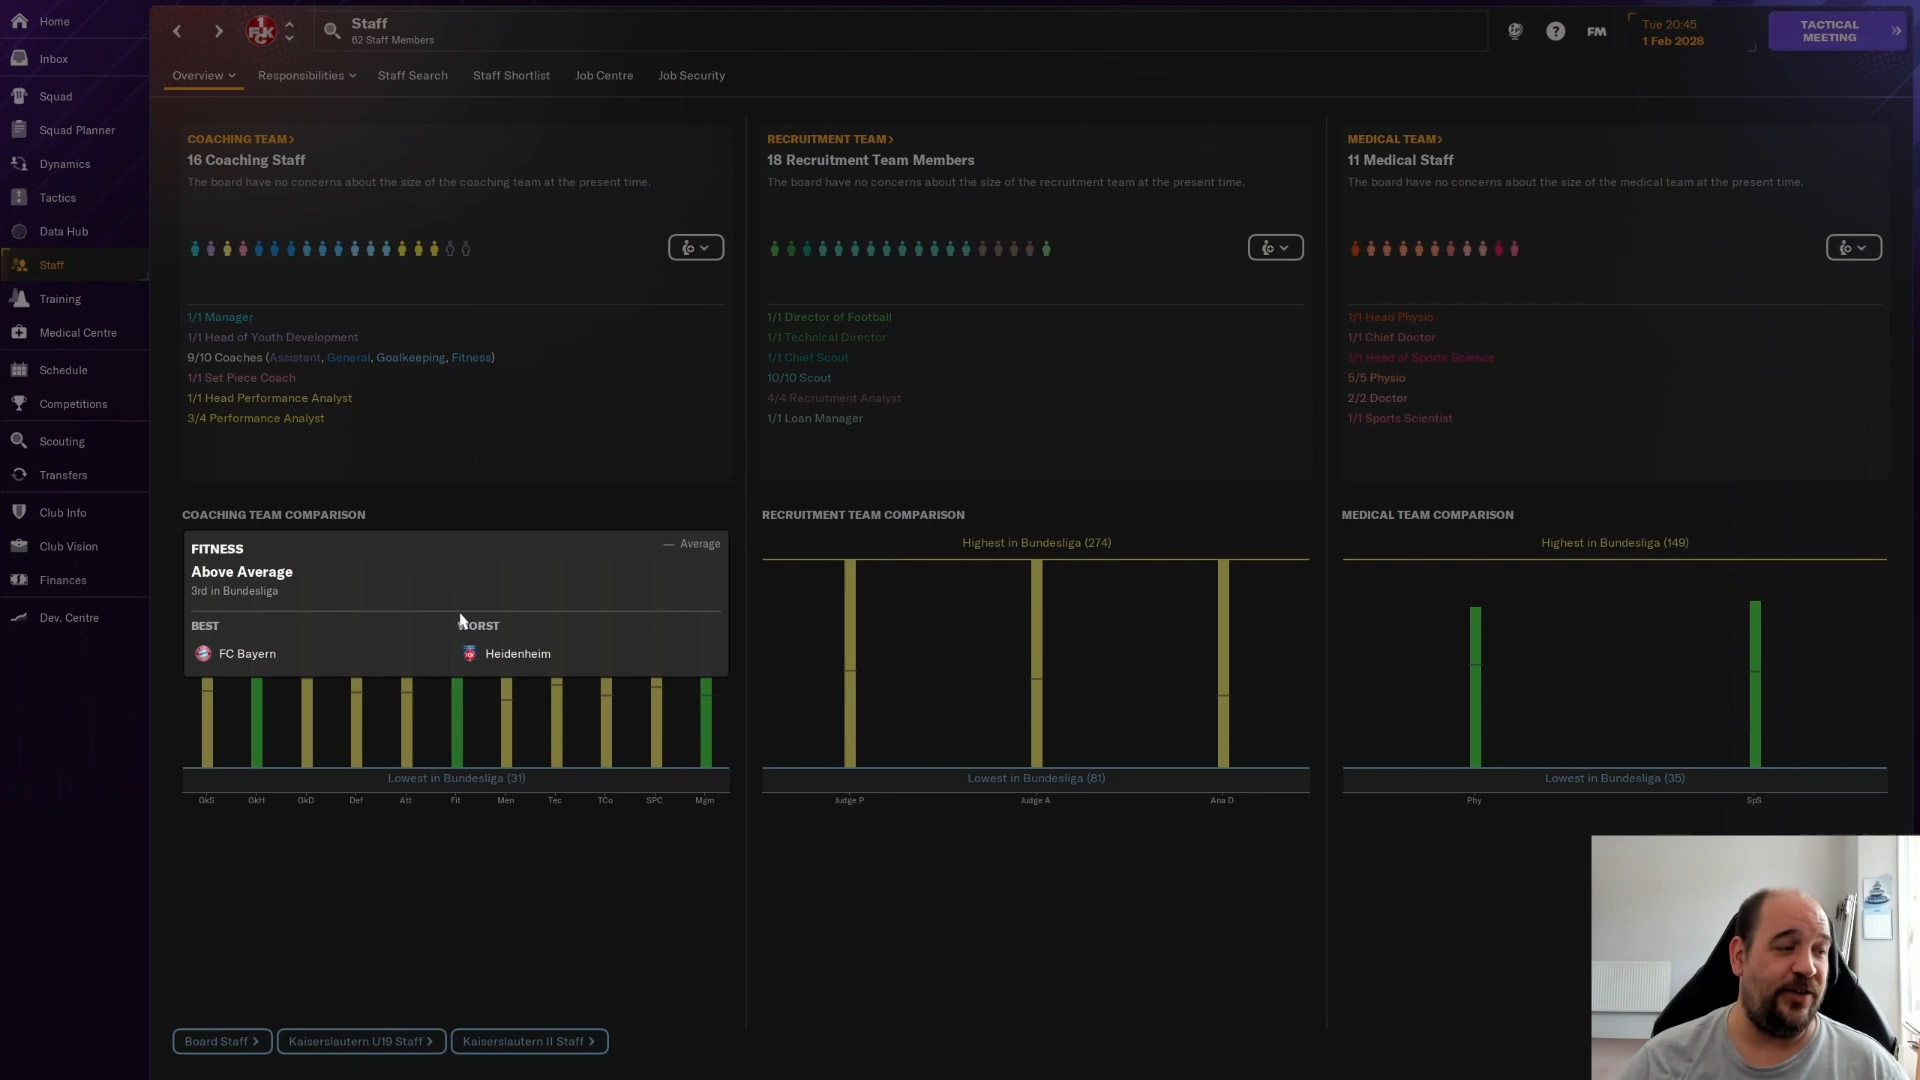 Home
Inbox
Squad
Squad Planner
Dynamics
Tactics
Data Hub
Staff
Training
Medical Centre
Schedule
Competitions
Scouting
Transfers
Club Info
Club Vision
Finances
Dev. Centre
Staff
62 Staff Members
FM
Tue 20:45
1 Feb 2028
TACTICAL
MEETING
Overview
Responsibilities
Staff Search
Staff Shortlist
Job Centre
Job Security
COACHING TEAM
16 Coaching Staff
The board have no concerns about the size of the coaching team at the present time.
1/1 Manager
1/1 Head of Youth Development
9/10 Coaches (Assistant, General, Goalkeeping, Fitness)
1/1 Set Piece Coach
1/1 Head Performance Analyst
3/4 Performance Analyst
RECRUITMENT TEAM
18 Recruitment Team Members
The board have no concerns about the size of the recruitment team at the present time.
1/1 Director of Football
1/1 Technical Director
1/1 Chief Scout
10/10 Scout
4/4 Recruitment Analyst
1/1 Loan Manager
MEDICAL TEAM
11 Medical Staff
The board have no concerns about the size of the medical team at the present time.
1/1 Head Physio
1/1 Chief Doctor
1/1 Head of Sports Science
5/5 Physio
2/2 Doctor
1/1 Sports Scientist
COACHING TEAM COMPARISON
FITNESS
Average
Above Average
3rd in Bundesliga
BEST
WORST
FC Bayern
Heidenheim
Lowest in Bundesliga (31)
GkS GkH GkD Def Att Fit Men Tec TCo SPC Mgm
RECRUITMENT TEAM COMPARISON
Highest in Bundesliga (274)
Lowest in Bundesliga (81)
Judge P Judge A Ana D
MEDICAL TEAM COMPARISON
Highest in Bundesliga (149)
Lowest in Bundesliga (35)
Phy SpS
Board Staff
Kaiserslautern U19 Staff
Kaiserslautern II Staff